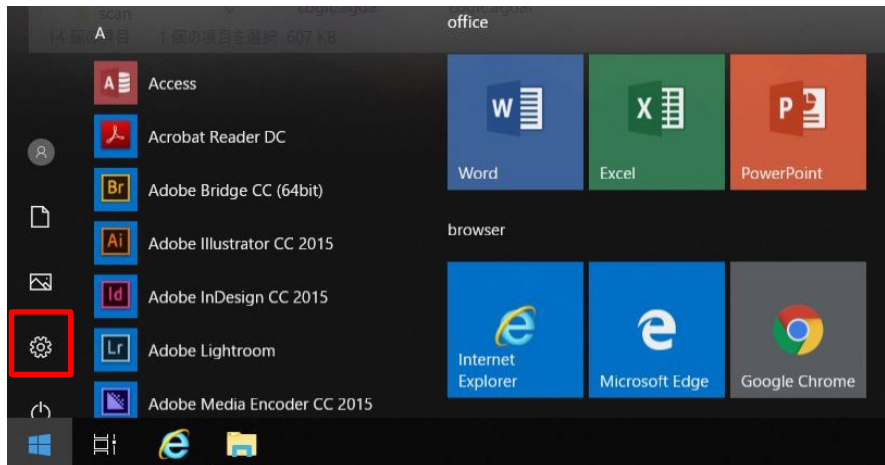 scan
14 個の項目 1 個の項目を選択 607 KB
A
Access
Acrobat Reader DC
Adobe Bridge CC (64bit)
Adobe Illustrator CC 2015
Adobe InDesign CC 2015
Adobe Lightroom
Adobe Media Encoder CC 2015
office
Word
Excel
PowerPoint
browser
Internet
Explorer
Microsoft Edge
Google Chrome